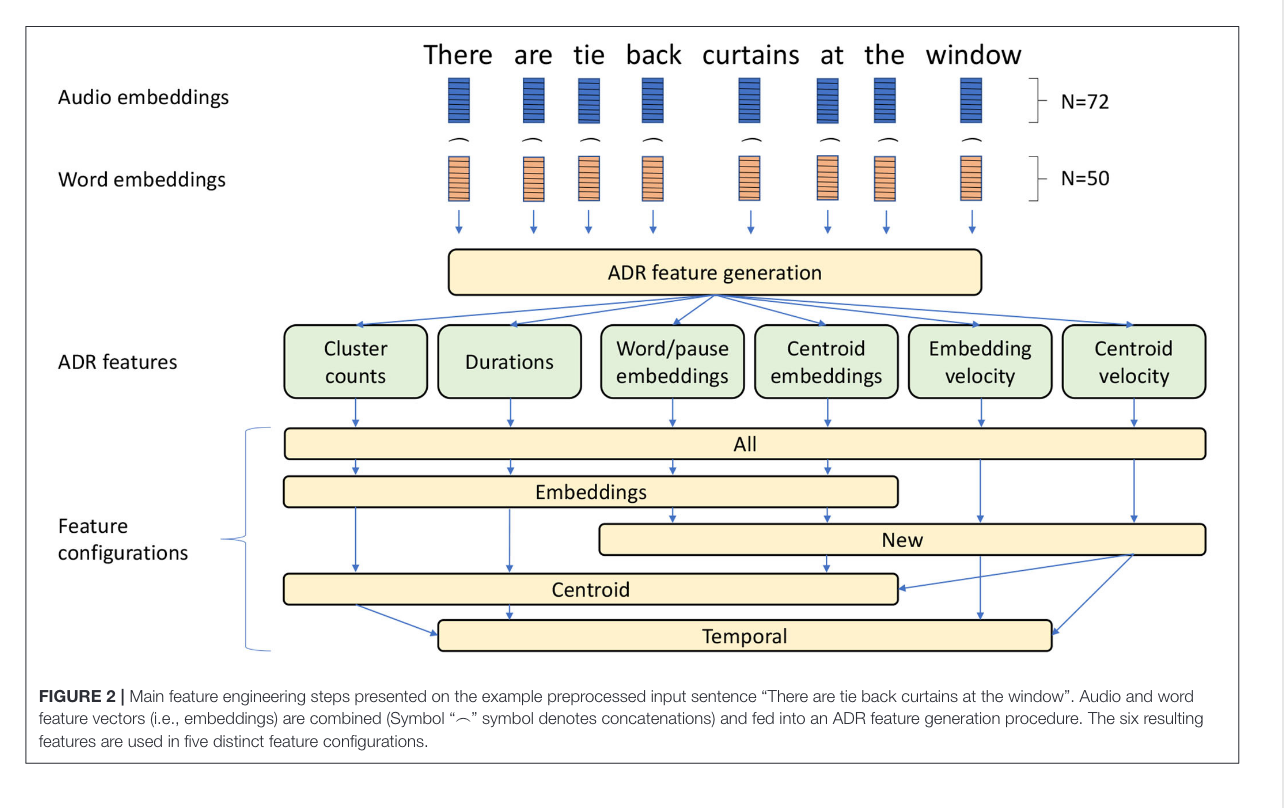 There are tie back curtains at the window
Audio embeddings
N=72
Word embeddings
N=50
ADR feature generation
ADR features
Cluster
counts
Durations
Word/pause
embeddings
Centroid
embeddings
Embedding
velocity
Centroid
velocity
All
Embeddings
Feature
configurations
New
Centroid
Temporal
FIGURE 2 | Main feature engineering steps presented on the example preprocessed input sentence “There are tie back curtains at the window”. Audio and word
feature vectors (i.e., embeddings) are combined (Symbol “⌢” symbol denotes concatenations) and fed into an ADR feature generation procedure. The six resulting
features are used in five distinct feature configurations.